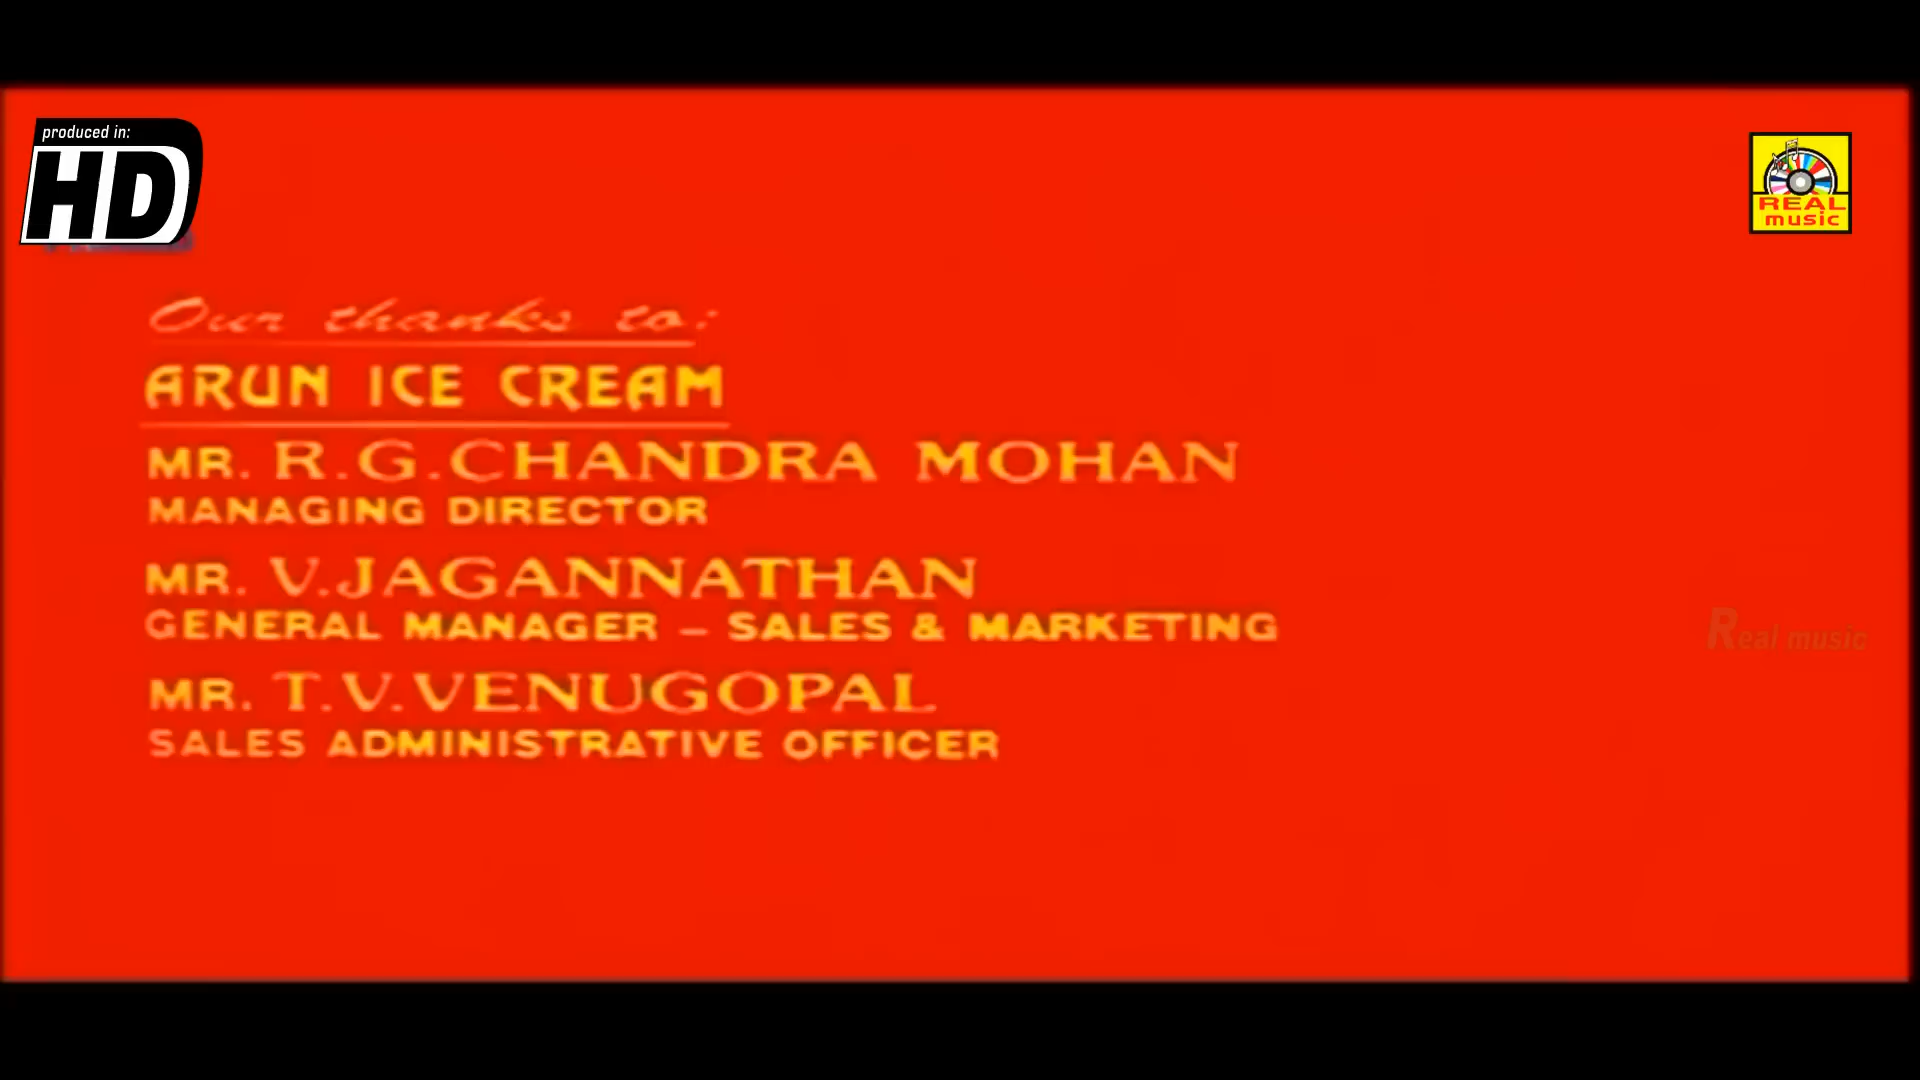 produced in:
HD
REAL
music
Our thanks to:
ARUN ICE CREAM
MR. R.G.CHANDRA MOHAN
MANAGING DIRECTOR
MR. V.JAGANNATHAN
GENERAL MANAGER – SALES & MARKETING
Real music
MR. T.V.VENUGOPAL
SALES ADMINISTRATIVE OFFICER